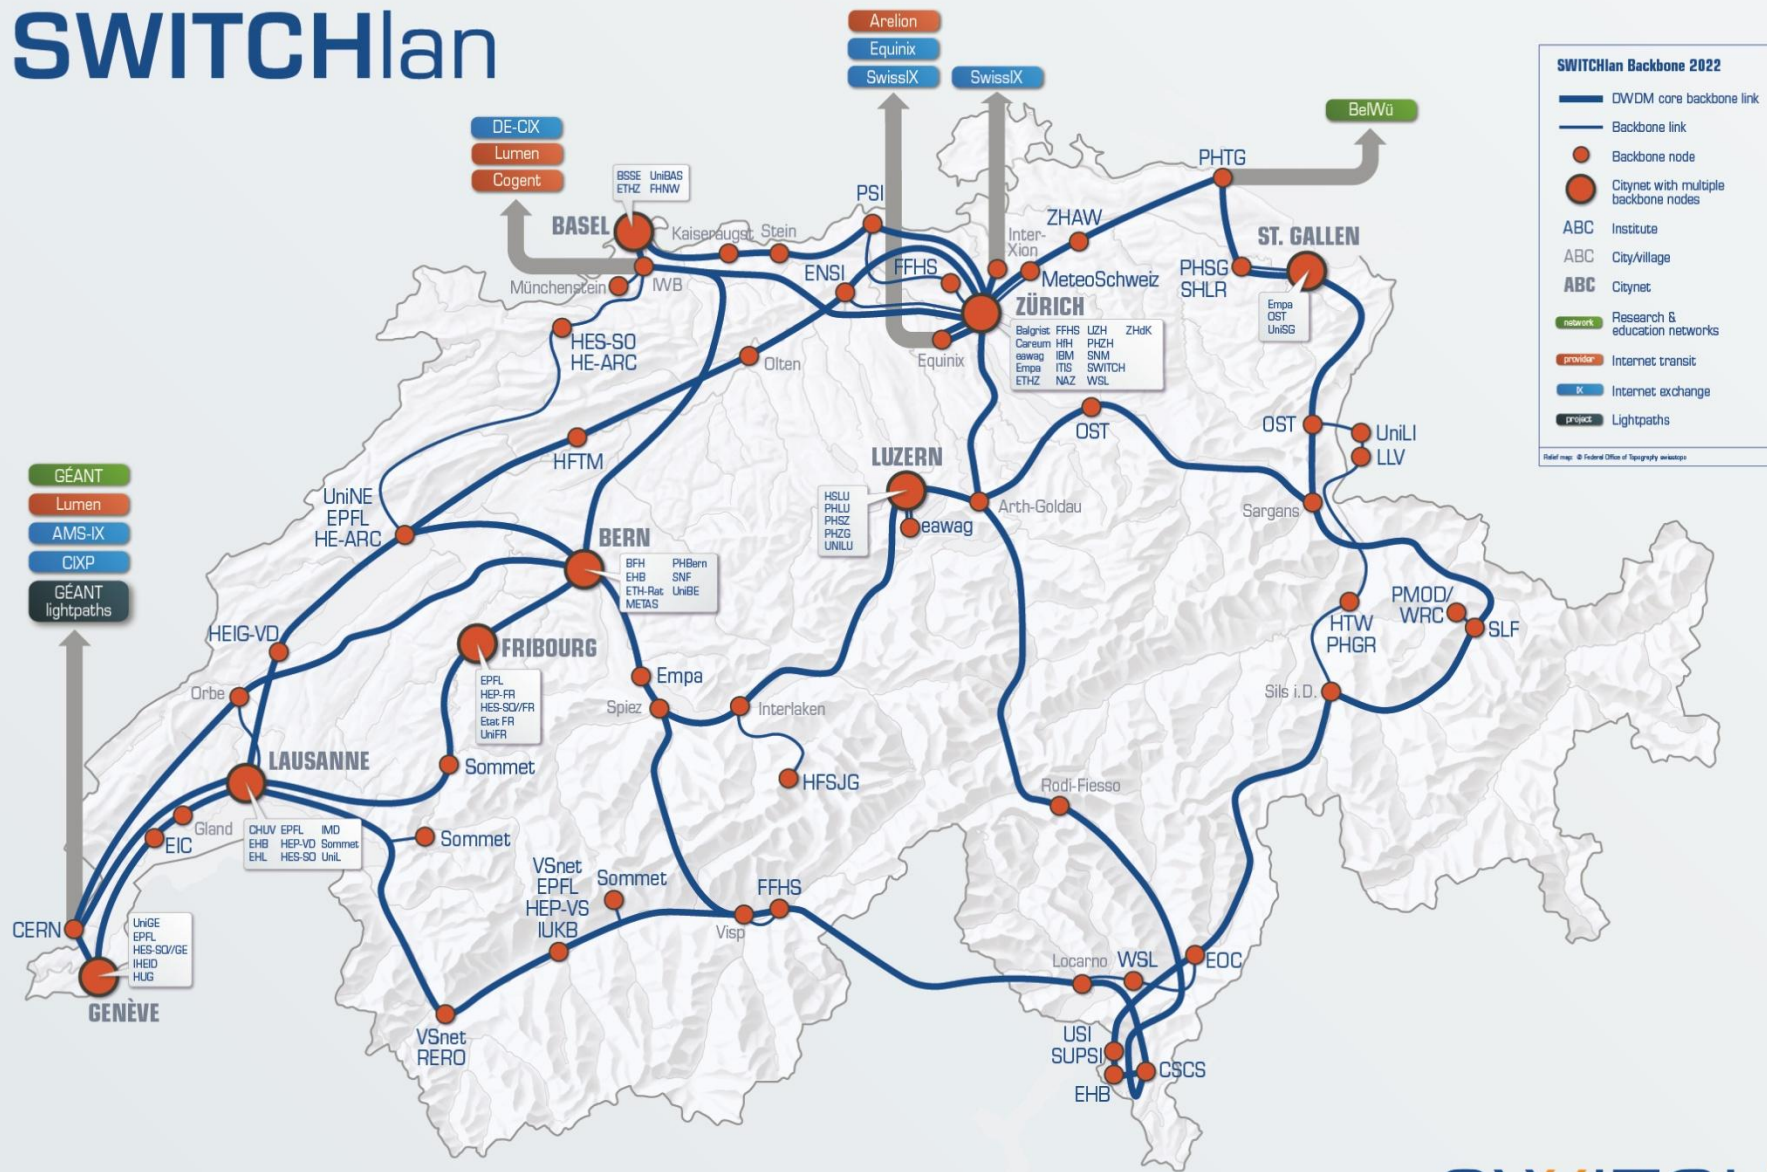 SWITCHlan
Arelion
Equinix
SwissIX
SwissIX
BelWü
DE-CIX
Lumen
Cogent
SWITCHlan Backbone 2022
DWDM core backbone link
Backbone link
Backbone node
Citynet with multiple
backbone nodes
ABC Institute
ABC City/village
ABC Citynet
network Research &
education networks
provider Internet transit
IX Internet exchange
project Lightpaths
Relief map: © Federal Office of Topography swisstopo
BSSE UniBAS
ETHZ FHNW
BASEL
Kaiseraugst
Stein
PSI
Münchenstein
IWB
ENSI
FFHS
Inter-
Xion
ZHAW
MeteoSchweiz
PHTG
ST. GALLEN
PHSG
SHLR
Empa
OST
UniSG
ZÜRICH
Balgrist FFHS UZH ZHdK
Careum HfH PHZH
eawag IBM SNM
Empa ITIS SWITCH
ETHZ NAZ WSL
Equinix
HES-SO
HE-ARC
Olten
HFTM
OST
OST
UniLI
LLV
LUZERN
HSLU
PHLU
PHSZ
PHZG
UNILU
eawag
Arth-Goldau
Sargans
GÉANT
Lumen
AMS-IX
CIXP
GÉANT
lightpaths
UniNE
EPFL
HE-ARC
BERN
BFH PHBern
EHB SNF
ETH-Rat UniBE
METAS
PMOD/
WRC
SLF
HTW
PHGR
HEIG-VD
FRIBOURG
EPFL
HEP-FR
HES-SO//FR
Etat FR
UniFR
Empa
Spiez
Interlaken
Orbe
Sils i.D.
LAUSANNE
Sommet
HFSJG
Rodi-Fiesso
Gland
EIC
CHUV EPFL IMD
EHB HEP-VD Sommet
EHL HES-SO UniL
Sommet
VSnet
EPFL
HEP-VS
IUKB
Sommet
FFHS
Visp
CERN
UniGE
EPFL
HES-SO//GE
IHEID
HUG
GENÈVE
Locarno
WSL
EOC
VSnet
RERO
USI
SUPSI
EHB
CSCS